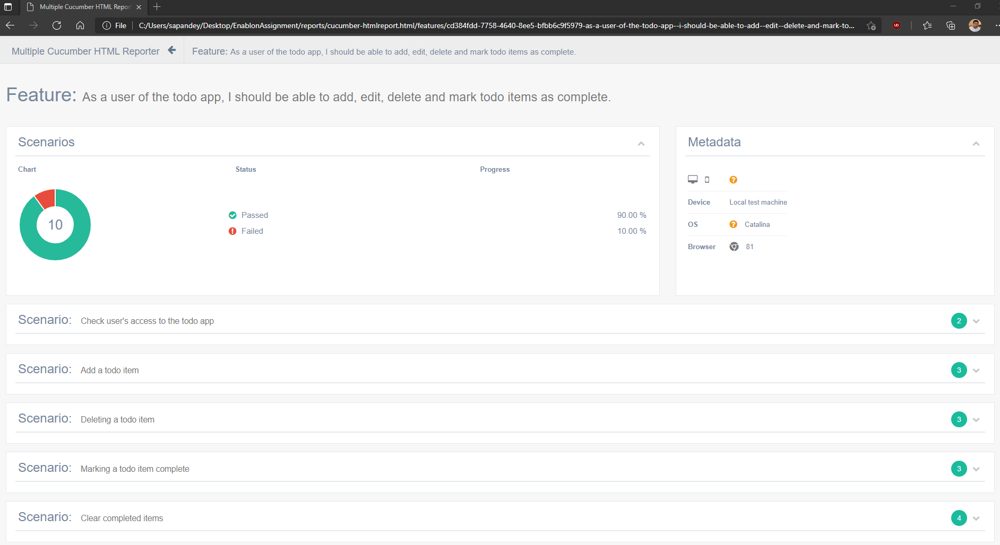 Multiple Cucumber HTML Repor
File
C:/Users/sapandey/Desktop/EnablonAssignment/reports/cucumber-htmlreport.html/features/cd384fdd-7758-4640-8ee5-bfbb6c9f5979-as-a-user-of-the-todo-app--i-should-be-able-to-add--edit--delete-and-mark-to...
Multiple Cucumber HTML Reporter
Feature: As a user of the todo app, I should be able to add, edit, delete and mark todo items as complete.
Feature: As a user of the todo app, I should be able to add, edit, delete and mark todo items as complete.
Scenarios
Chart Status Progress
10
Passed 90.00 %
Failed 10.00 %
Metadata
Device Local test machine
OS Catalina
Browser 81
Scenario: Check user's access to the todo app 2
Scenario: Add a todo item 3
Scenario: Deleting a todo item 3
Scenario: Marking a todo item complete 3
Scenario: Clear completed items 4